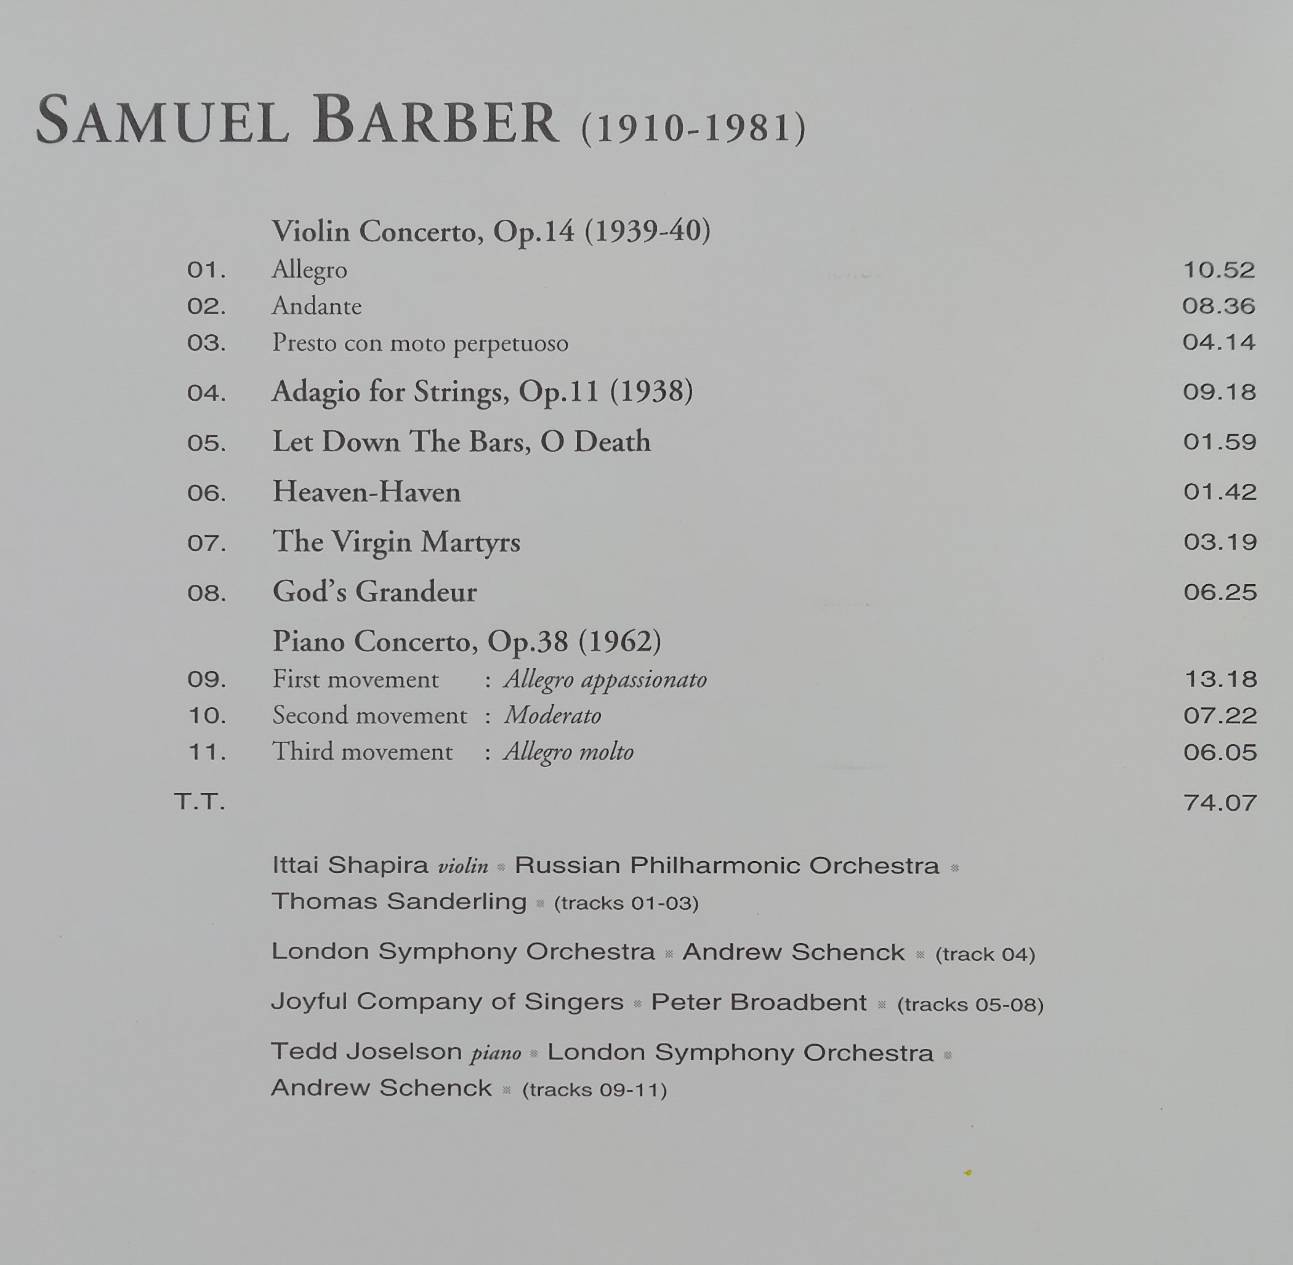 SAMUEL BARBER (1910-1981)
Violin Concerto, Op.14 (1939-40)
01. Allegro 10.52
02. Andante 08.36
03. Presto con moto perpetuoso 04.14
04. Adagio for Strings, Op.11 (1938) 09.18
05. Let Down The Bars, O Death 01.59
06. Heaven-Haven 01.42
07. The Virgin Martyrs 03.19
08. God's Grandeur 06.25
Piano Concerto, Op.38 (1962)
09. First movement : Allegro appassionato 13.18
10. Second movement : Moderato 07.22
11. Third movement : Allegro molto 06.05
T.T. 74.07
Ittai Shapira violin ▪ Russian Philharmonic Orchestra ▪
Thomas Sanderling ▪ (tracks 01-03)
London Symphony Orchestra ▪ Andrew Schenck ▪ (track 04)
Joyful Company of Singers ▪ Peter Broadbent ▪ (tracks 05-08)
Tedd Joselson piano ▪ London Symphony Orchestra ▪
Andrew Schenck ▪ (tracks 09-11)